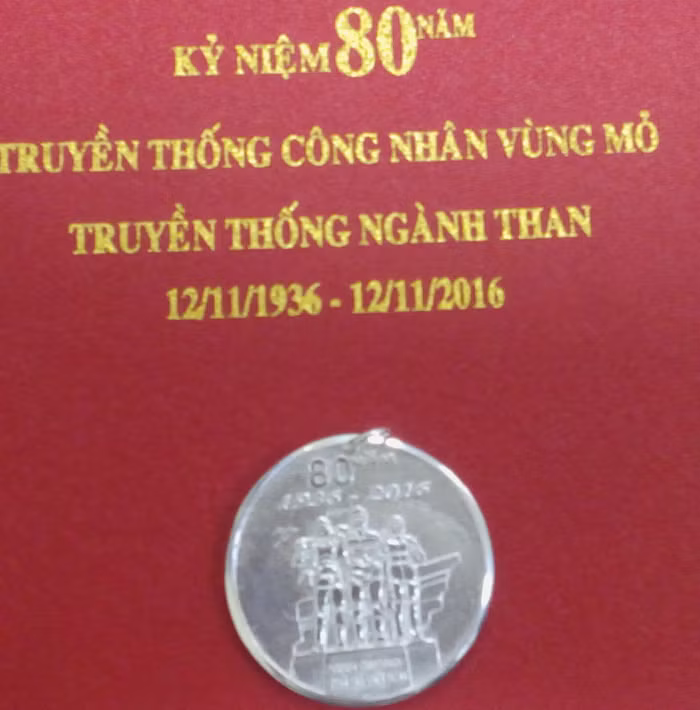 KỶ NIỆM 80 NĂM
TRUYỀN THỐNG CÔNG NHÂN VÙNG MỎ
TRUYỀN THỐNG NGÀNH THAN
12/11/1936 - 12/11/2016
80 NĂM
1936 - 2016